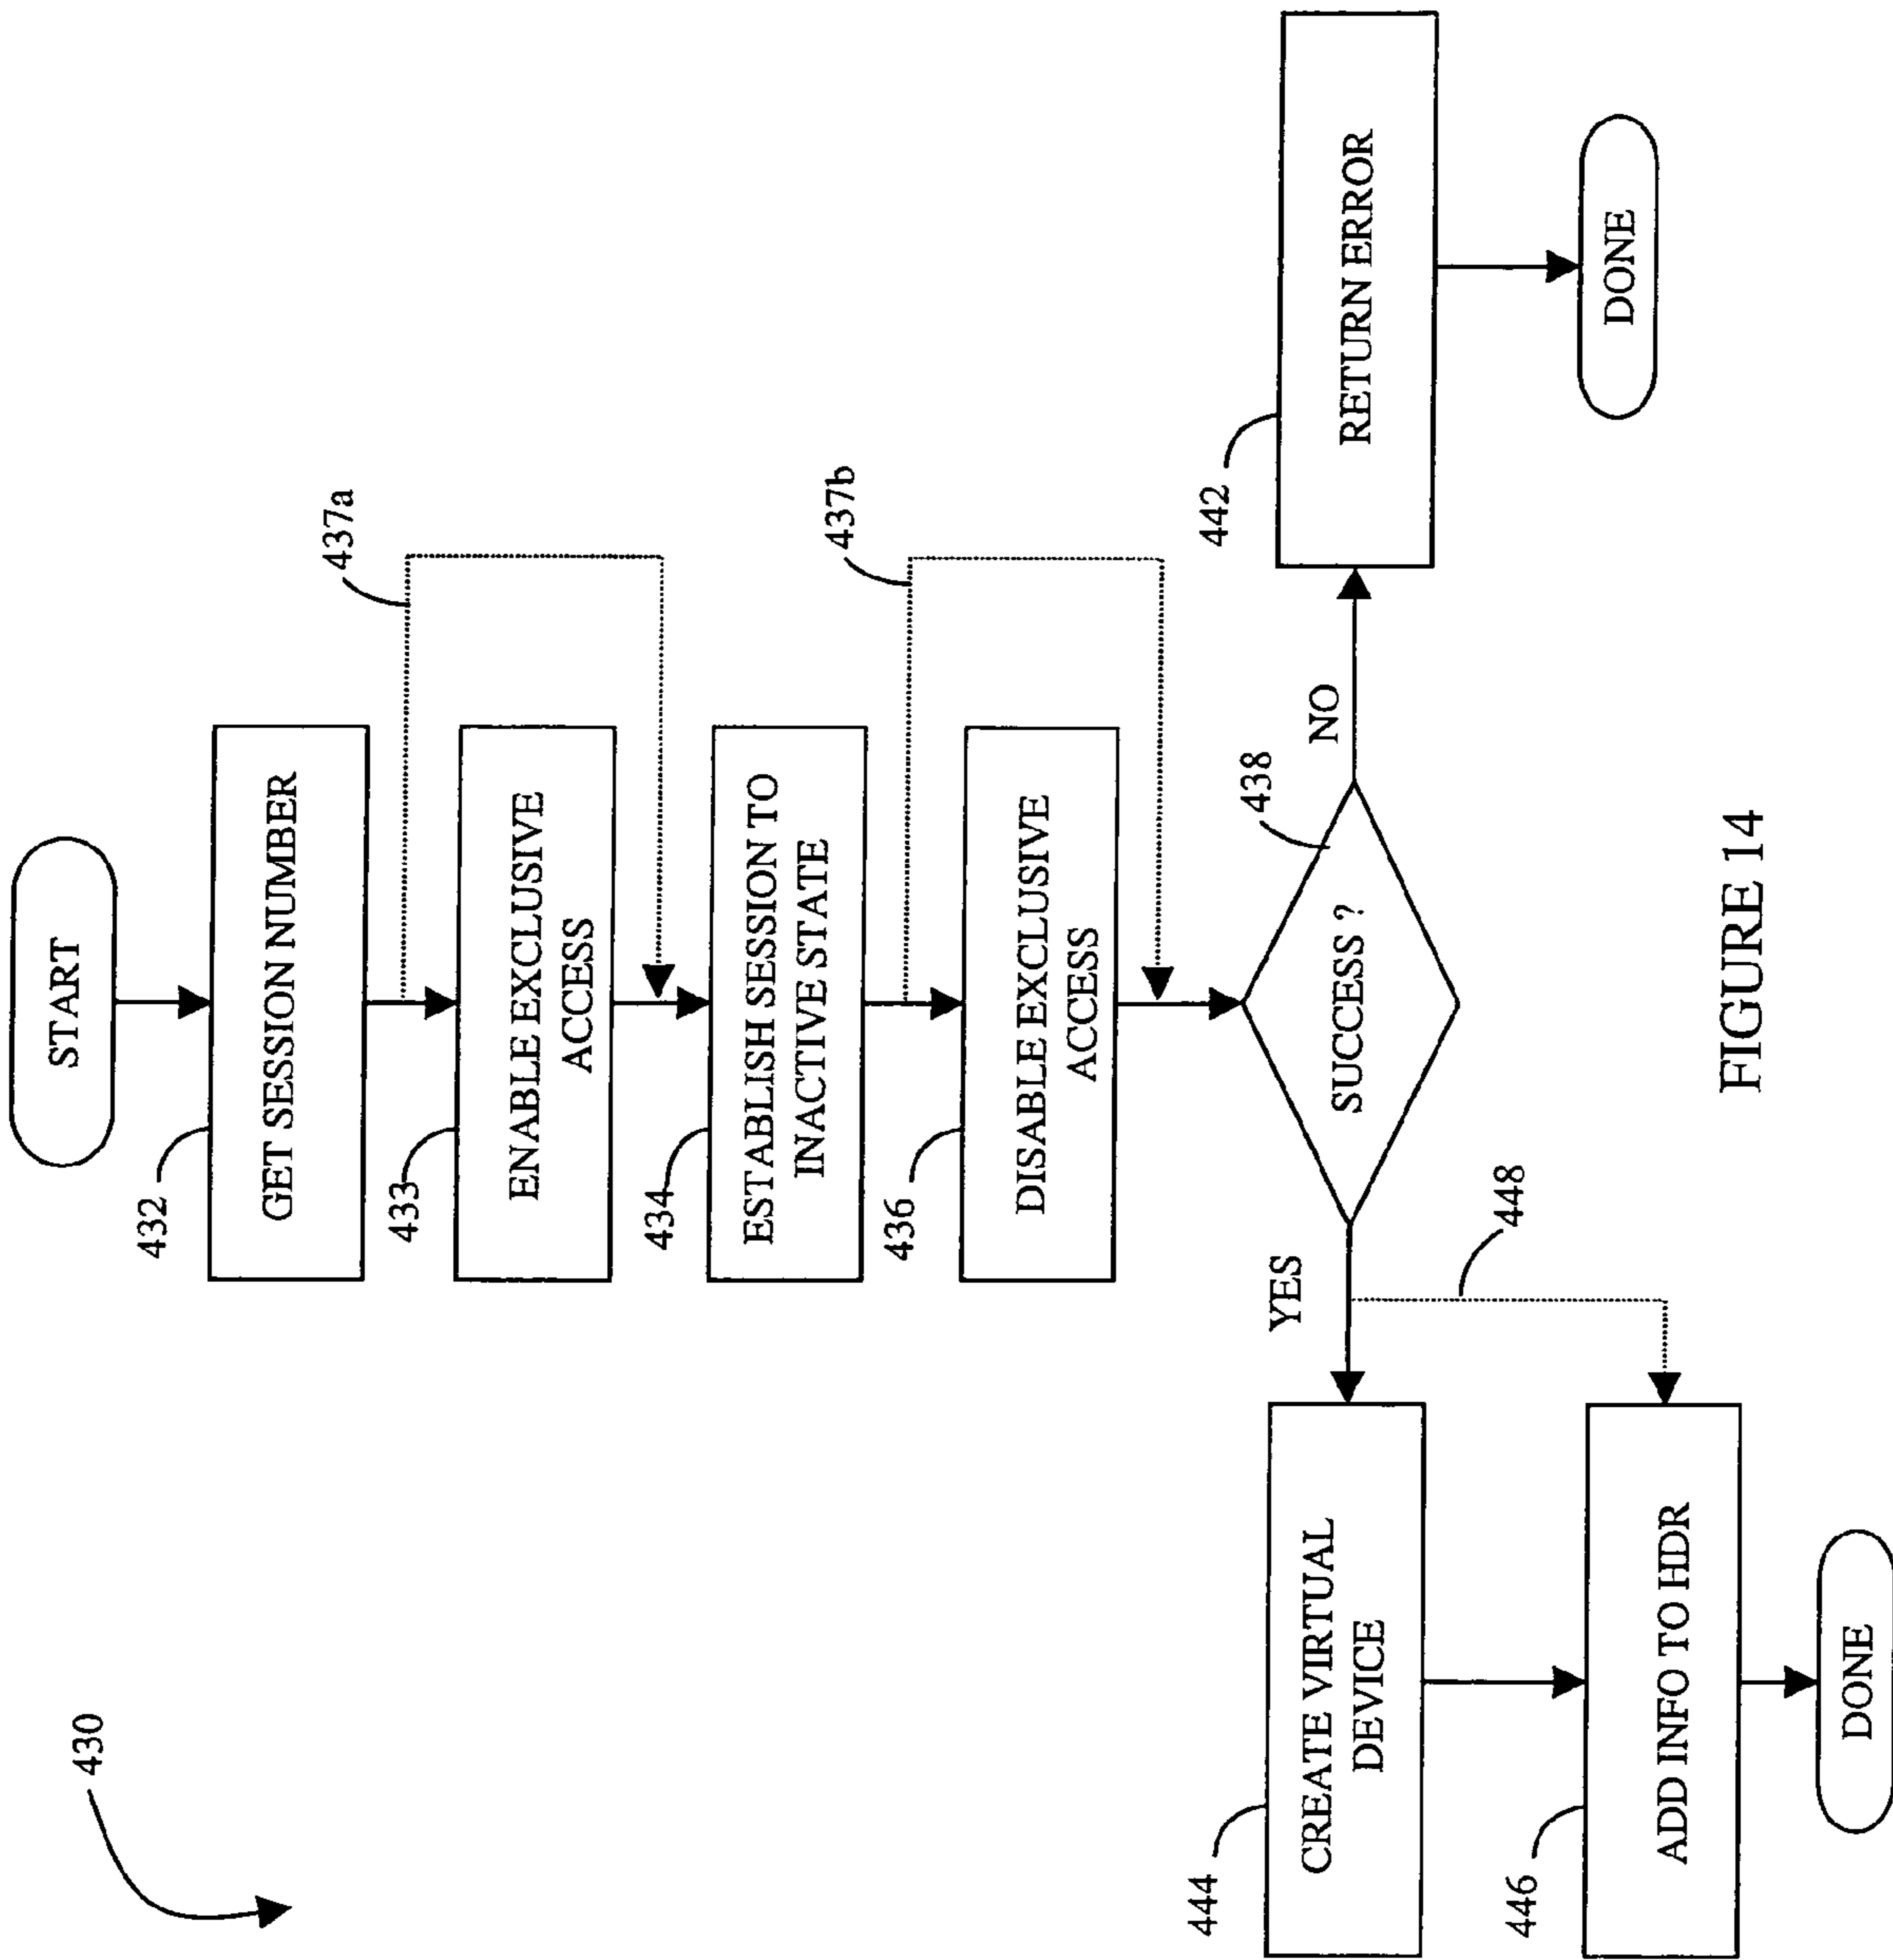 430
START
432
GET SESSION NUMBER
437a
433
ENABLE EXCLUSIVE
ACCESS
434
ESTABLISH SESSION TO
INACTIVE STATE
437b
436
DISABLE EXCLUSIVE
ACCESS
438
SUCCESS ?
YES
NO
448
442
RETURN ERROR
DONE
444
CREATE VIRTUAL
DEVICE
446
ADD INFO TO HDR
DONE
FIGURE 14